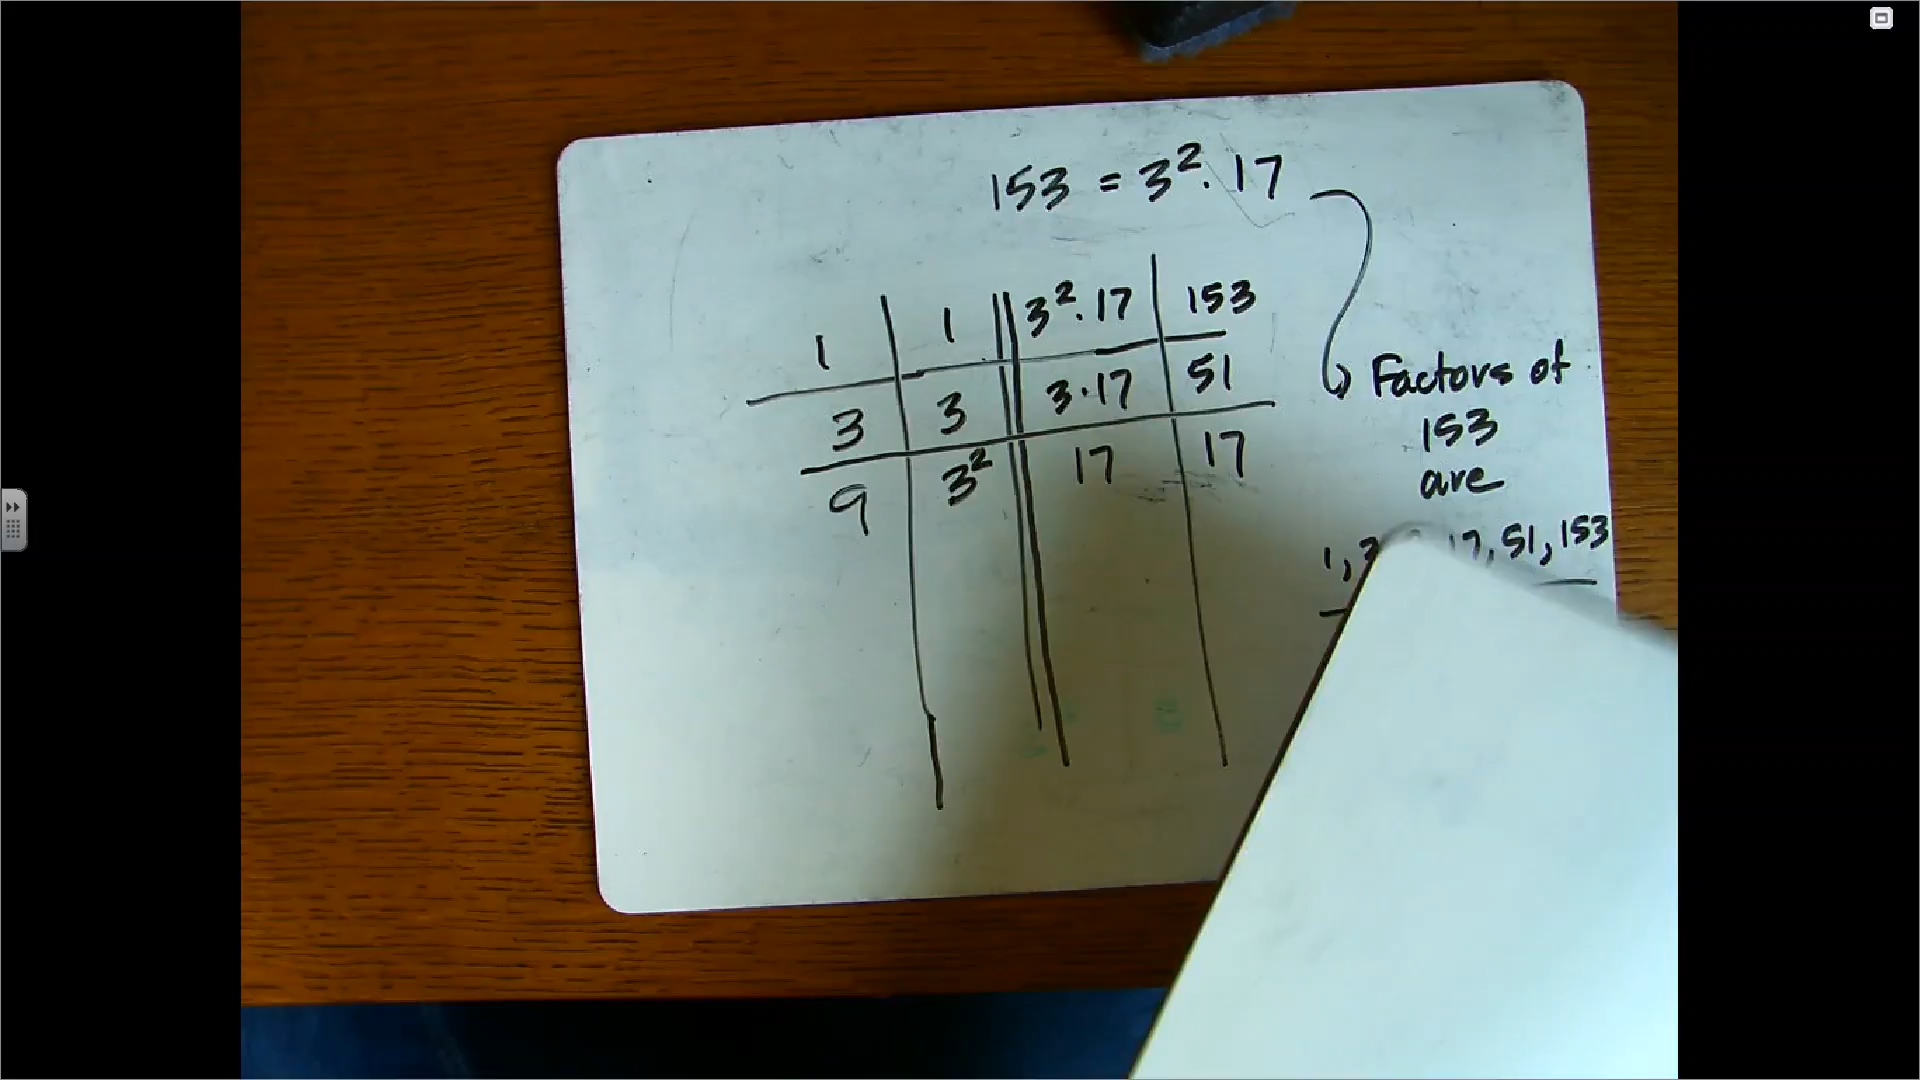 153 = 3². 17
1 1 3². 17 153
3 3 3·17 51
9 3² 17 17
Factors of
153
are
1, 17, 51, 153